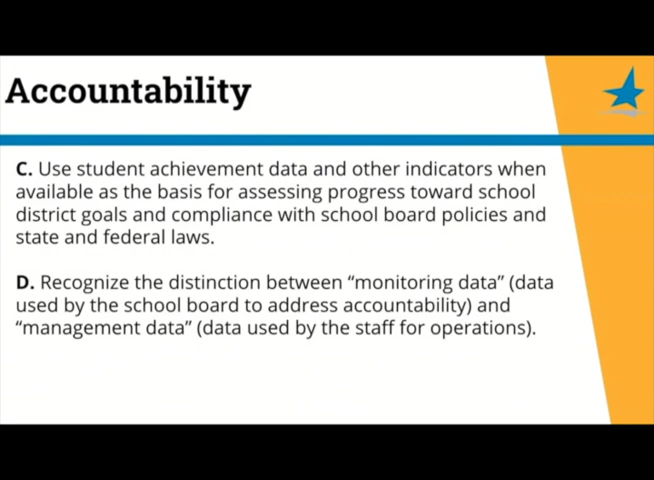 Accountability
C. Use student achievement data and other indicators when
available as the basis for assessing progress toward school
district goals and compliance with school board policies and
state and federal laws.
D. Recognize the distinction between “monitoring data” (data
used by the school board to address accountability) and
“management data” (data used by the staff for operations).